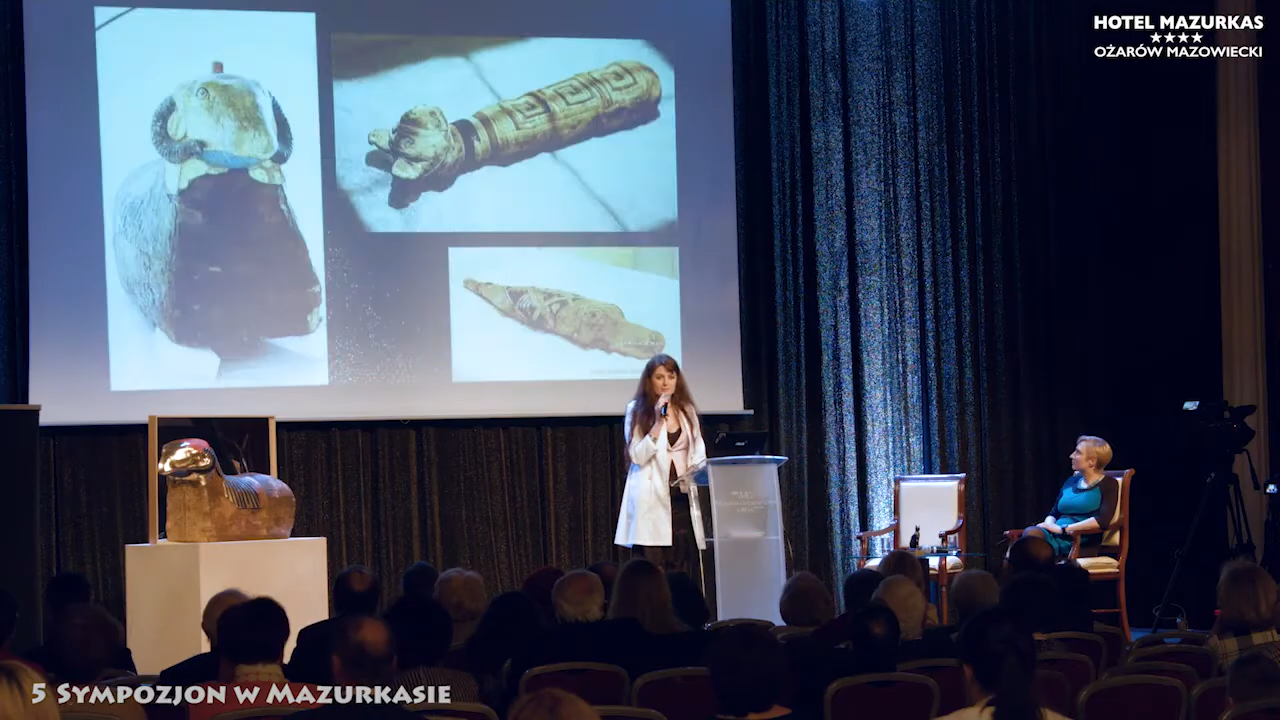 HOTEL MAZURKAS
★★★★
OŻARÓW MAZOWIECKI
5 SYMPOZJON W MAZURKASIE